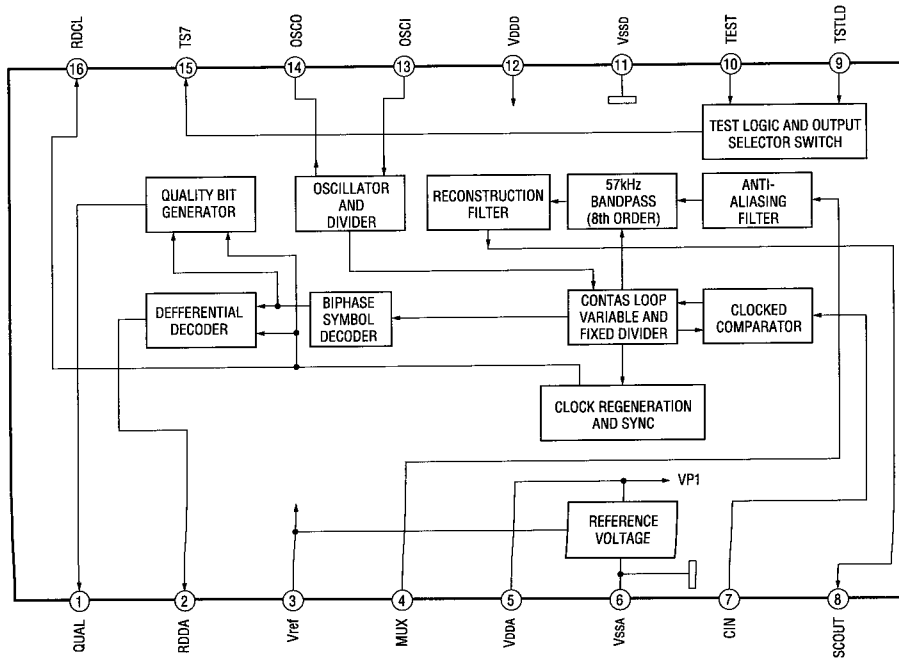 RDCL
TS7
OSCO
OSCI
VDDD
VSSD
TEST
TSTLD
16
15
14
13
12
11
10
9
TEST LOGIC AND OUTPUT
SELECTOR SWITCH
QUALITY BIT
GENERATOR
OSCILLATOR
AND
DIVIDER
RECONSTRUCTION
FILTER
57kHz
BANDPASS
(8th ORDER)
ANTI-
ALIASING
FILTER
DEFFERENTIAL
DECODER
BIPHASE
SYMBOL
DECODER
CONTAS LOOP
VARIABLE AND
FIXED DIVIDER
CLOCKED
COMPARATOR
CLOCK REGENERATION
AND SYNC
VP1
REFERENCE
VOLTAGE
1
2
3
4
5
6
7
8
QUAL
RDDA
Vref
MUX
VDDA
VSSA
CIN
SCOUT